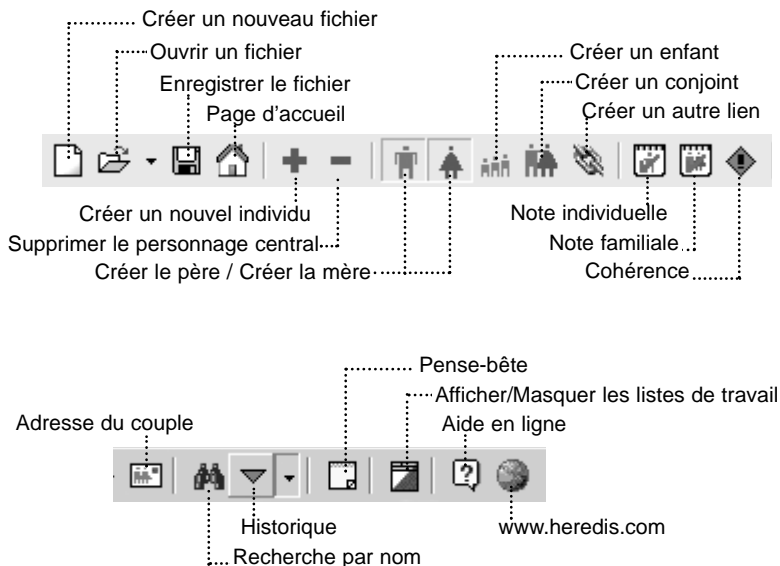 Créer un nouveau fichier
Ouvrir un fichier
Enregistrer le fichier
Page d'accueil
Créer un enfant
Créer un conjoint
Créer un autre lien
Créer un nouvel individu
Supprimer le personnage central
Créer le père / Créer la mère
Note individuelle
Note familiale
Cohérence
Pense-bête
Afficher/Masquer les listes de travail
Adresse du couple
Aide en ligne
Historique
www.heredis.com
Recherche par nom